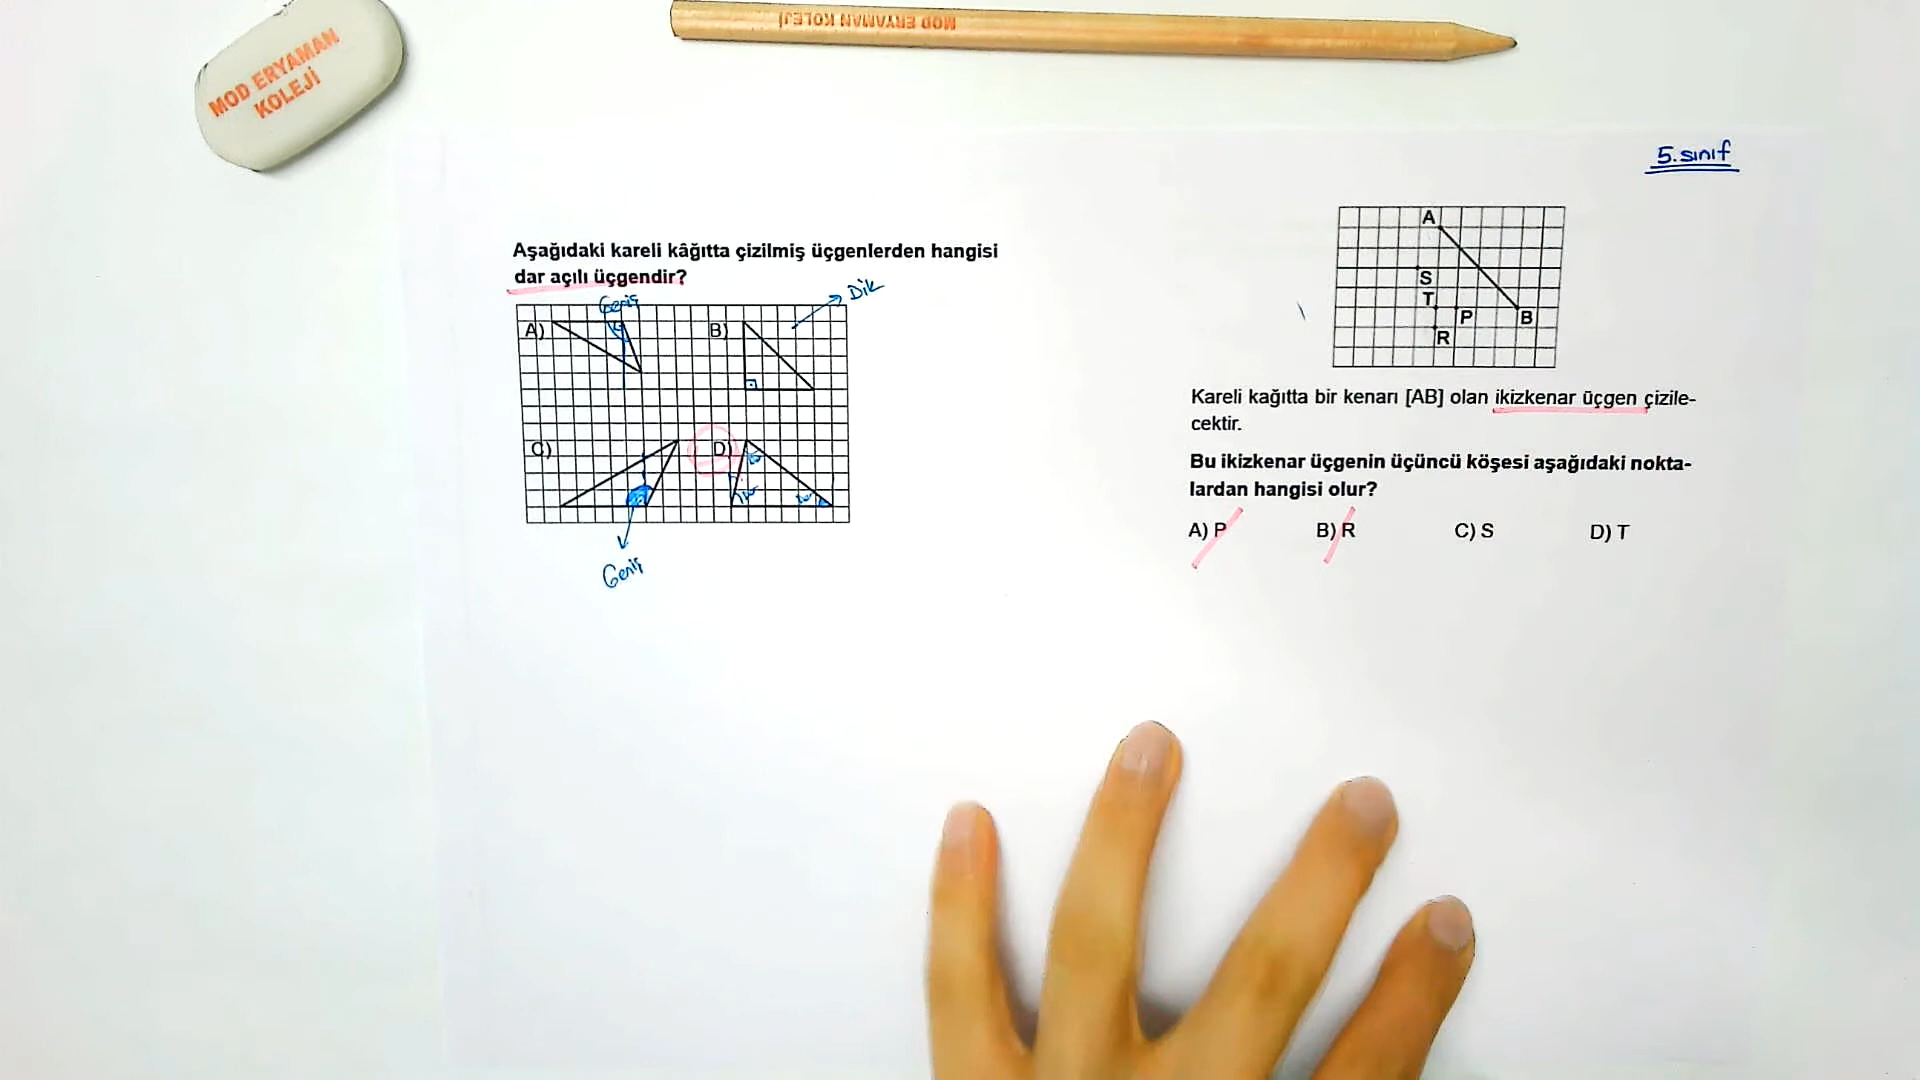 MOD ERYAMAN
KOLEJİ
MOD ERYAMAN KOLEJİ
5.sınıf
Aşağıdaki kareli kâğıtta çizilmiş üçgenlerden hangisi
dar açılı üçgendir?
Geniş
Dik
A)
B)
C)
D)
Geniş
A
S
T
P
B
R
Kareli kağıtta bir kenarı [AB] olan ikizkenar üçgen çizile-
cektir.
Bu ikizkenar üçgenin üçüncü köşesi aşağıdaki nokta-
lardan hangisi olur?
A) P B) R C) S D) T